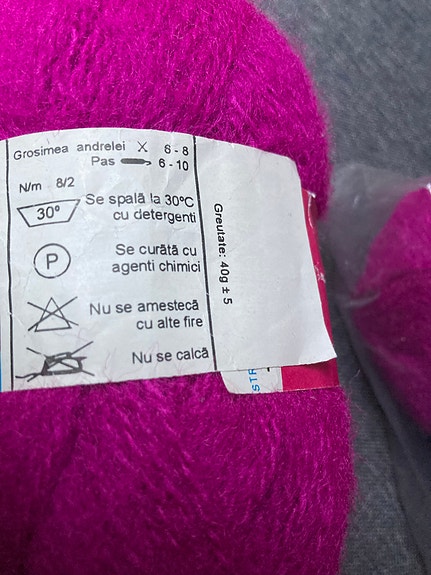 Grosimea andrelei X 6 - 8
Pas 6 - 10
N/m 8/2
30°
Se spală la 30°C
cu detergenti
P
Se curătă cu
agenti chimici
Nu se amestecă
cu alte fire
Nu se calcă
Greutate: 40g ± 5